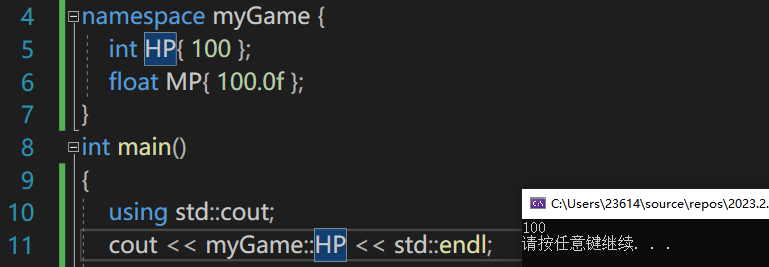 4 namespace myGame {
5 int HP{ 100 };
6 float MP{ 100.0f };
7 }
8 int main()
9 {
10 using std::cout;
11 cout << myGame::HP << std::endl;
C:\Users\23614\source\repos\2023.2.
100
请按任意键继续. . .